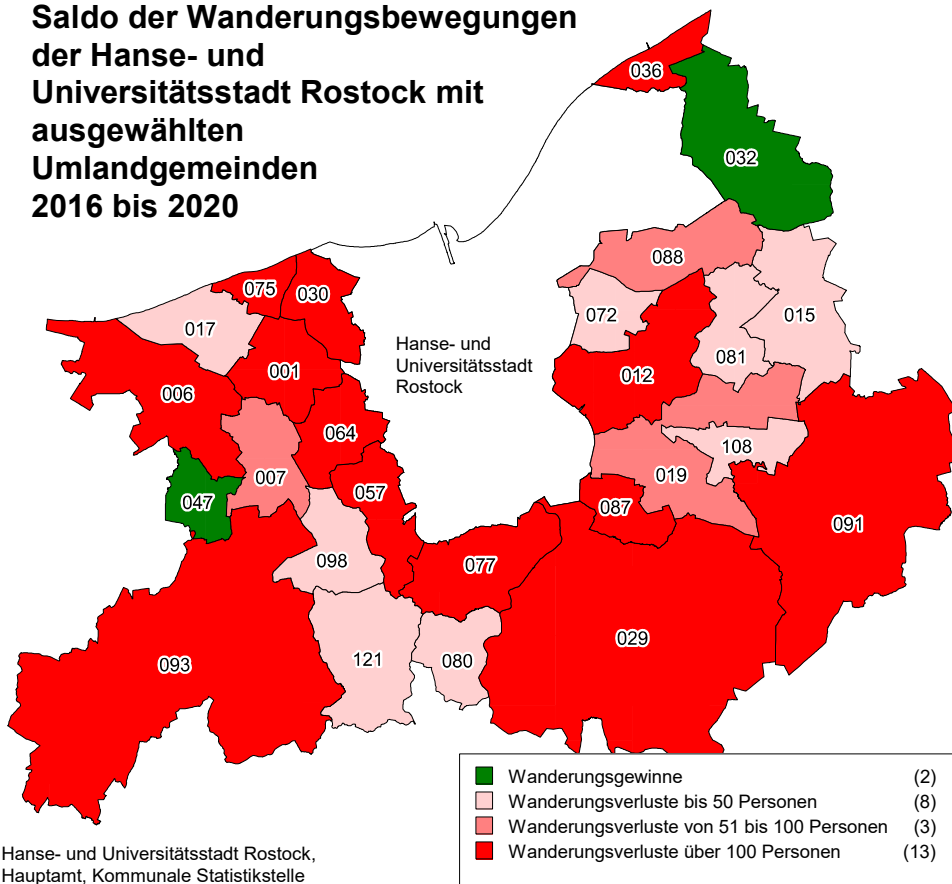 Saldo der Wanderungsbewegungen
der Hanse- und
Universitätsstadt Rostock mit
ausgewählten
Umlandgemeinden
2016 bis 2020
036
032
088
075
030
017
072
015
Hanse- und
Universitätsstadt
Rostock
001
081
012
006
064
108
007
019
057
047
087
091
098
077
029
093
121
080
Wanderungsgewinne (2)
Wanderungsverluste bis 50 Personen (8)
Wanderungsverluste von 51 bis 100 Personen (3)
Wanderungsverluste über 100 Personen (13)
Hanse- und Universitätsstadt Rostock,
Hauptamt, Kommunale Statistikstelle